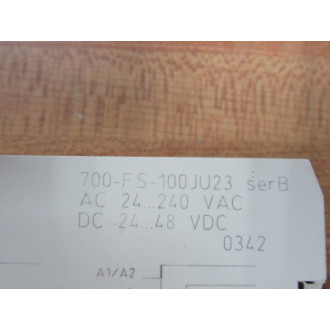 700-FS-100JU23 serB
AC 24...240 VAC
DC 24...48 VDC
0342
A1/A2